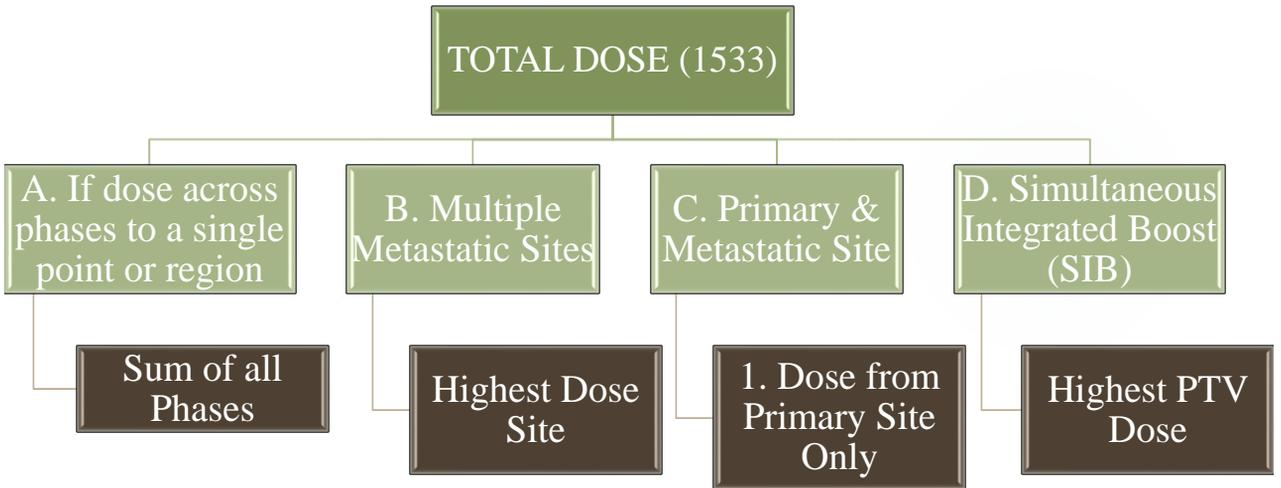 TOTAL DOSE (1533)
A. If dose across
phases to a single
point or region
B. Multiple
Metastatic Sites
C. Primary &
Metastatic Site
D. Simultaneous
Integrated Boost
(SIB)
Sum of all
Phases
Highest Dose
Site
1. Dose from
Primary Site
Only
Highest PTV
Dose